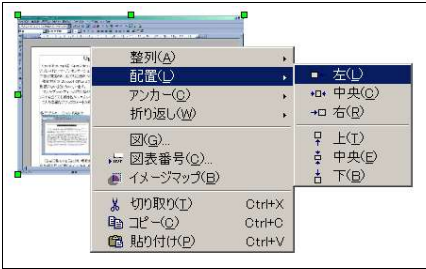 整列(A)
配置(L)
アンカー(C)
折り返し(W)
図(G)...
図表番号(C)...
イメージマップ(B)
切り取り(T) Ctrl+X
コピー(C) Ctrl+C
貼り付け(P) Ctrl+V
左(L)
中央(C)
右(R)
上(T)
中央(E)
下(B)